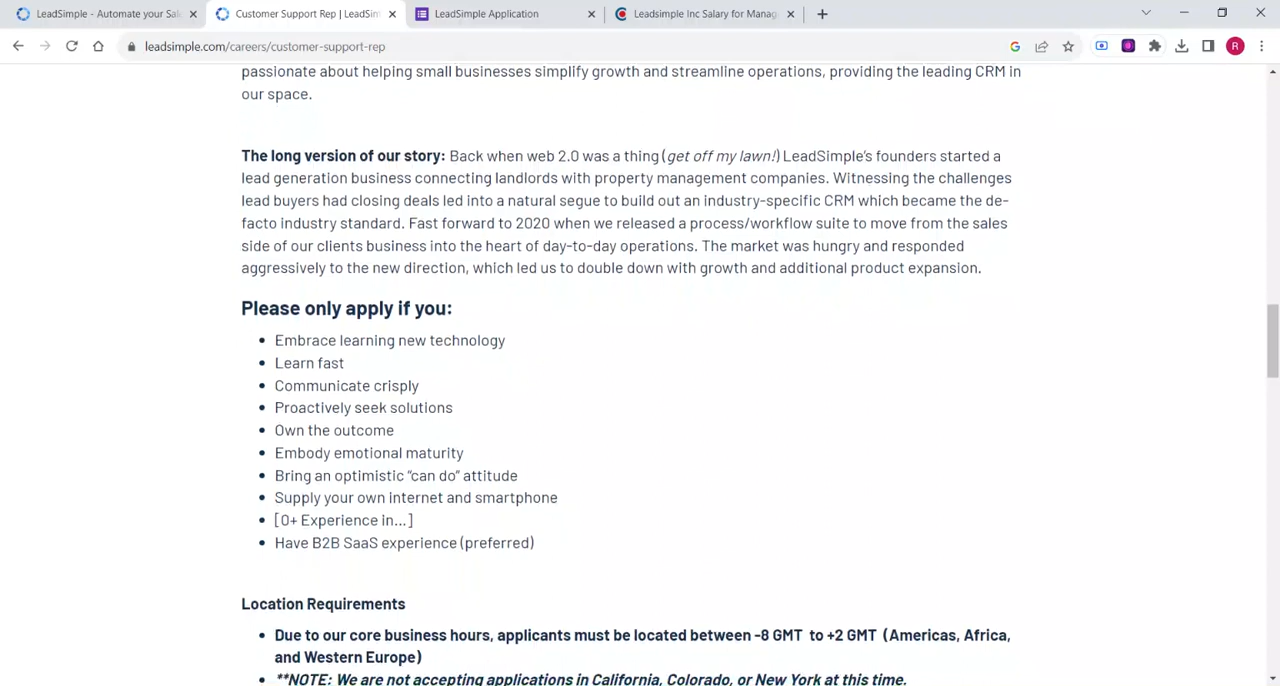 LeadSimple - Automate your Sal
Customer Support Rep | LeadSim
LeadSimple Application
Leadsimple Inc Salary for Manag
leadsimple.com/careers/customer-support-rep
R
passionate about helping small businesses simplify growth and streamline operations, providing the leading CRM in
our space.
The long version of our story: Back when web 2.0 was a thing (get off my lawn!) LeadSimple's founders started a
lead generation business connecting landlords with property management companies. Witnessing the challenges
lead buyers had closing deals led into a natural segue to build out an industry-specific CRM which became the de-
facto industry standard. Fast forward to 2020 when we released a process/workflow suite to move from the sales
side of our clients business into the heart of day-to-day operations. The market was hungry and responded
aggressively to the new direction, which led us to double down with growth and additional product expansion.
Please only apply if you:
• Embrace learning new technology
• Learn fast
• Communicate crisply
• Proactively seek solutions
• Own the outcome
• Embody emotional maturity
• Bring an optimistic "can do" attitude
• Supply your own internet and smartphone
• [0+ Experience in...]
• Have B2B SaaS experience (preferred)
Location Requirements
• Due to our core business hours, applicants must be located between -8 GMT to +2 GMT (Americas, Africa,
and Western Europe)
• **NOTE: We are not accepting applications in California, Colorado, or New York at this time.